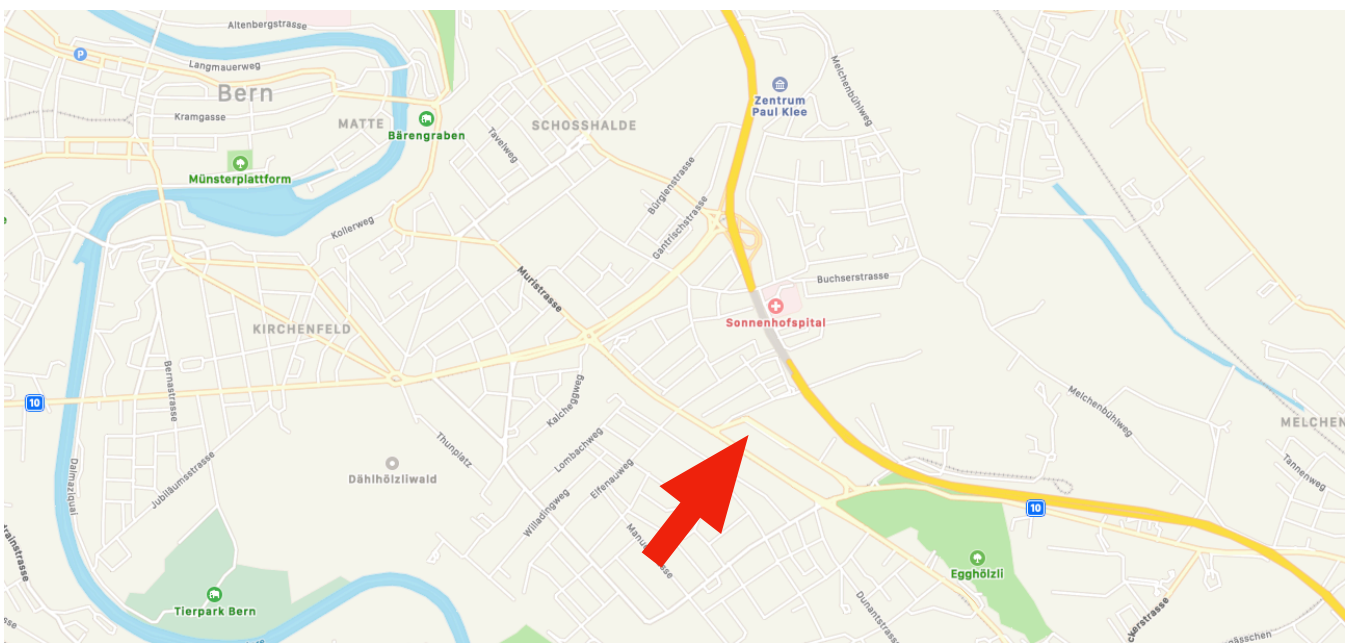 Altenbergstrasse
P
Langmauerweg
Bern
Kramgasse
MATTE
Bärengraben
SCHOSSHALDE
Tavelweg
Zentrum
Paul Klee
Melchenbühlweg
Münsterplattform
Bürglenstrasse
Gantrischstrasse
Kollerweg
Muristrasse
Buchserstrasse
Sonnenhofspital
KIRCHENFELD
Bernastrasse
10
Kalcheggweg
Melchenbühlweg
MELCHEN
Thunplatz
Lombachweg
Elfenauweg
Willadingweg
Dählhölzliwald
Jubiläumsstrasse
Dalmaziquai
Tannenweg
10
Egghölzli
Tierpark Bern
Dunantstrass